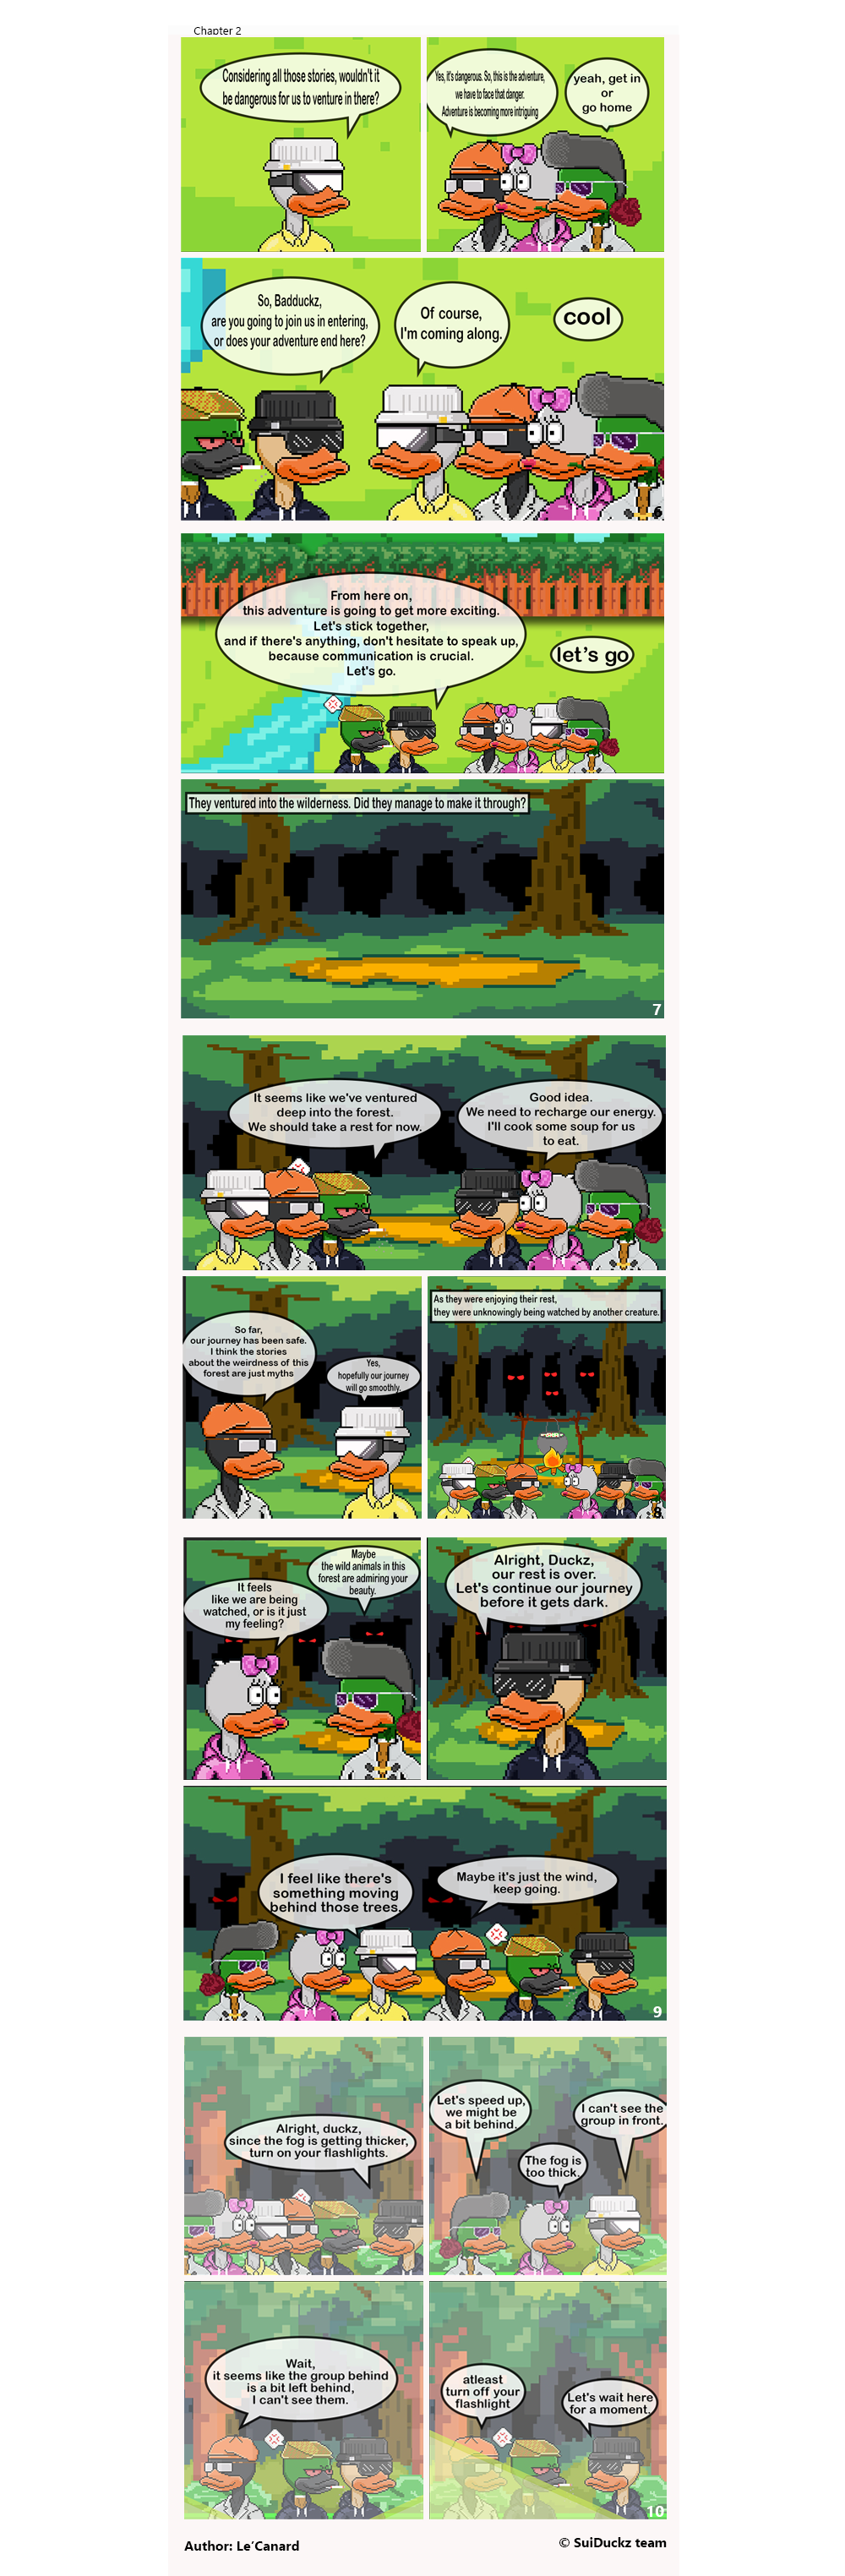 Chapter 2
Considering all those stories, wouldn't it
be dangerous for us to venture in there?
Yes, it's dangerous. So, this is the adventure,
we have to face that danger.
Adventure is becoming more intriguing
yeah, get in
or
go home
So, Badduckz,
are you going to join us in entering,
or does your adventure end here?
Of course,
I'm coming along.
cool
6
From here on,
this adventure is going to get more exciting.
Let's stick together,
and if there's anything, don't hesitate to speak up,
because communication is crucial.
Let's go.
let's go
They ventured into the wilderness. Did they manage to make it through?
7
It seems like we've ventured
deep into the forest.
We should take a rest for now.
Good idea.
We need to recharge our energy.
I'll cook some soup for us
to eat.
So far,
our journey has been safe.
I think the stories
about the weirdness of this
forest are just myths
Yes,
hopefully our journey
will go smoothly.
As they were enjoying their rest,
they were unknowingly being watched by another creature.
8
It feels
like we are being
watched, or is it just
my feeling?
Maybe
the wild animals in this
forest are admiring your
beauty.
Alright, Duckz,
our rest is over.
Let's continue our journey
before it gets dark.
I feel like there's
something moving
behind those trees.
Maybe it's just the wind,
keep going.
9
Alright, duckz,
since the fog is getting thicker,
turn on your flashlights.
Let's speed up,
we might be
a bit behind.
The fog is
too thick.
I can't see the
group in front.
Wait,
it seems like the group behind
is a bit left behind,
I can't see them.
atleast
turn off your
flashlight
Let's wait here
for a moment.
10
Author: Le'Canard
© SuiDuckz team